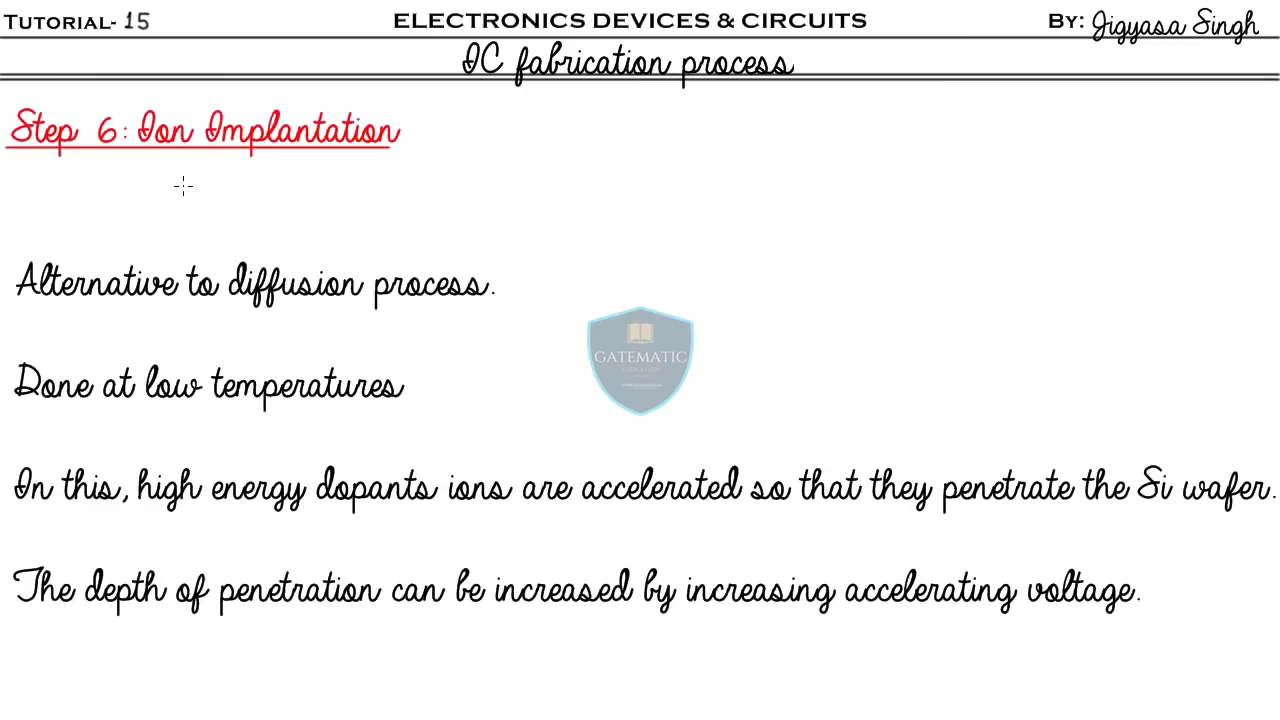 TUTORIAL- 15 ELECTRONICS DEVICES & CIRCUITS BY: Jigyasa Singh
IC fabrication process
Step 6: Ion Implantation
Alternative to diffusion process.
GATEMATIC
EDUCATION
Done at low temperatures
In this, high energy dopants ions are accelerated so that they penetrate the Si wafer.
The depth of penetration can be increased by increasing accelerating voltage.